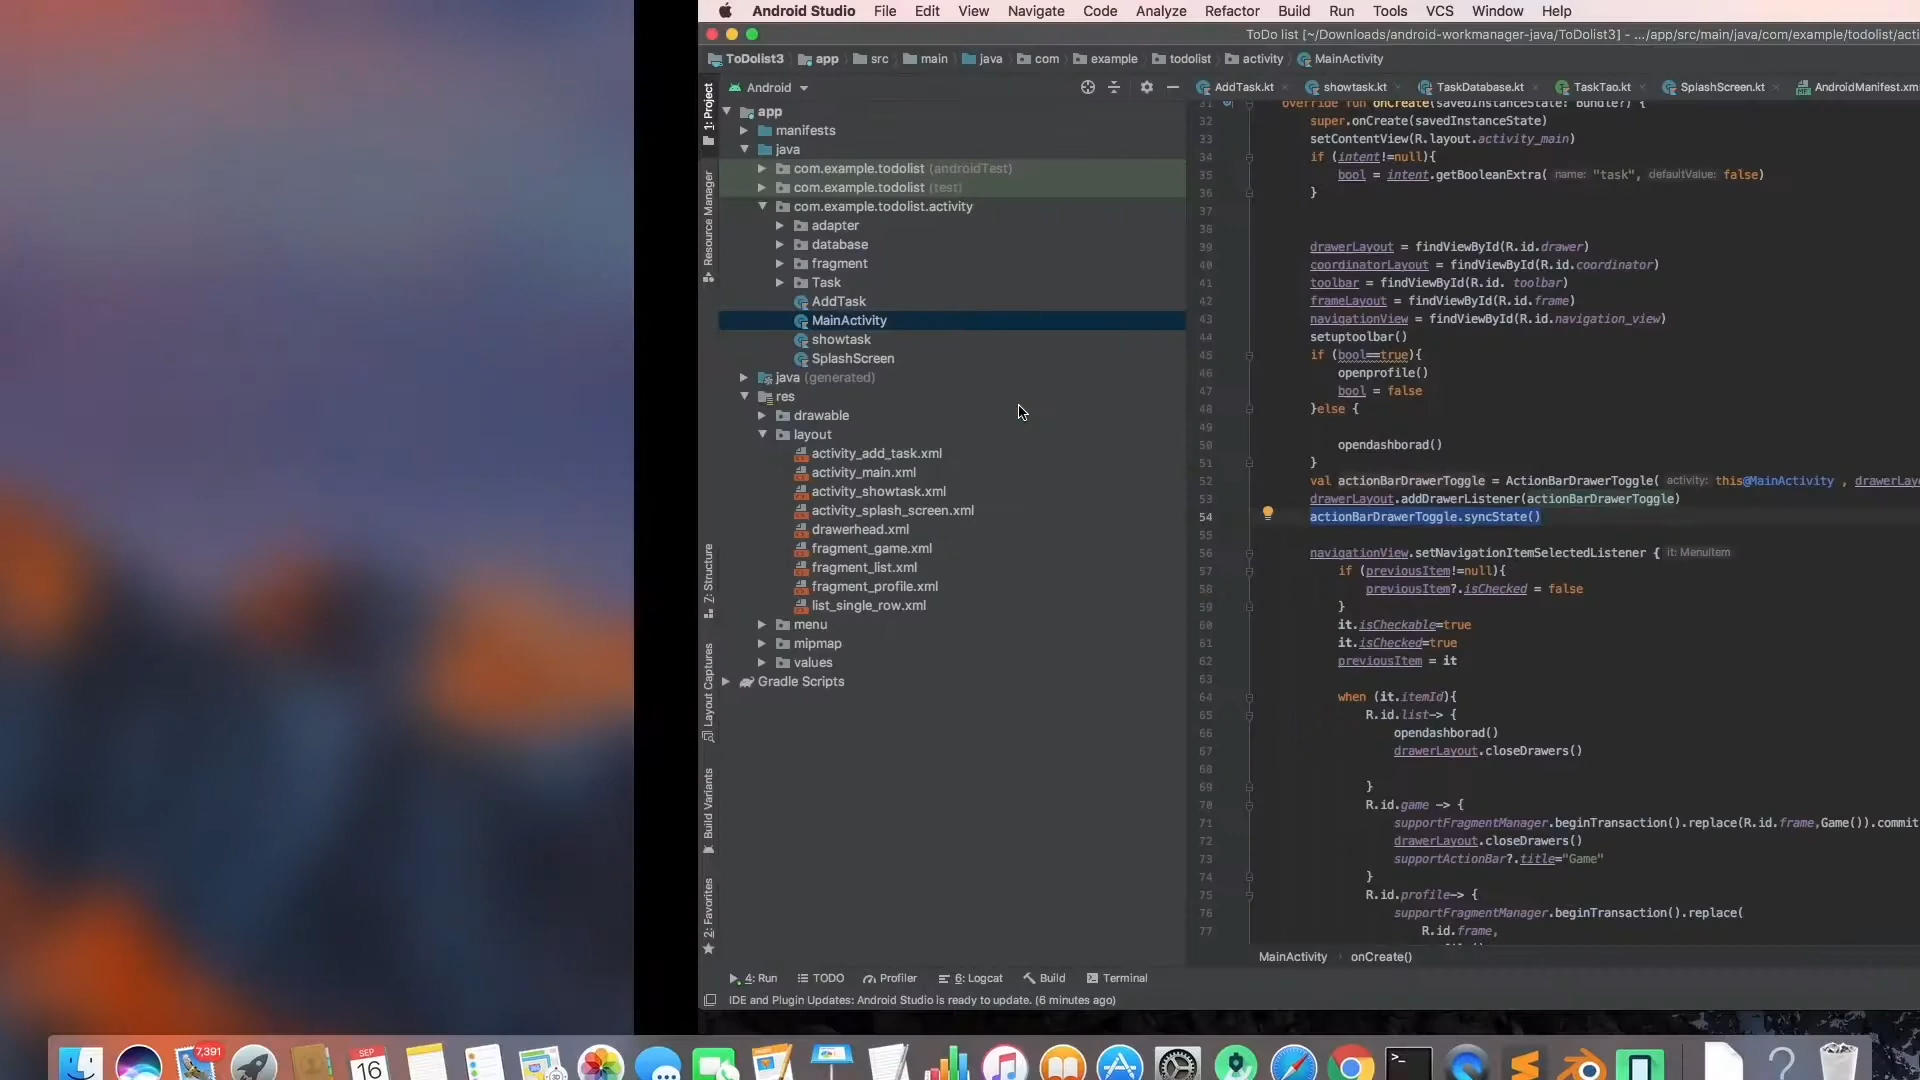 Android Studio File Edit View Navigate Code Analyze Refactor Build Run Tools VCS Window Help
ToDo list [~/Downloads/android-workmanager-java/ToDolist3] - .../app/src/main/java/com/example/todolist/acti
ToDolist3 app src main java com example todolist activity MainActivity
Android
AddTask.kt showtask.kt TaskDatabase.kt TaskTao.kt SplashScreen.kt AndroidManifest.xml
1: Project
Resource Manager
Z: Structure
Layout Captures
Build Variants
2: Favorites
app
manifests
java
com.example.todolist (androidTest)
com.example.todolist (test)
com.example.todolist.activity
adapter
database
fragment
Task
AddTask
MainActivity
showtask
SplashScreen
java (generated)
res
drawable
layout
activity_add_task.xml
activity_main.xml
activity_showtask.xml
activity_splash_screen.xml
drawerhead.xml
fragment_game.xml
fragment_list.xml
fragment_profile.xml
list_single_row.xml
menu
mipmap
values
Gradle Scripts
31 override fun onCreate(savedInstanceState: Bundle?) {
32 super.onCreate(savedInstanceState)
33 setContentView(R.layout.activity_main)
34 if (intent!=null){
35 bool = intent.getBooleanExtra( name: "task", defaultValue: false)
36 }
37
38
39 drawerLayout = findViewById(R.id.drawer)
40 coordinatorLayout = findViewById(R.id.coordinator)
41 toolbar = findViewById(R.id. toolbar)
42 frameLayout = findViewById(R.id.frame)
43 navigationView = findViewById(R.id.navigation_view)
44 setuptoolbar()
45 if (bool==true){
46 openprofile()
47 bool = false
48 }else {
49
50 opendashborad()
51 }
52 val actionBarDrawerToggle = ActionBarDrawerToggle( activity: this@MainActivity , drawerLayo
53 drawerLayout.addDrawerListener(actionBarDrawerToggle)
54 actionBarDrawerToggle.syncState()
55
56 navigationView.setNavigationItemSelectedListener { it: MenuItem
57 if (previousItem!=null){
58 previousItem?.isChecked = false
59 }
60 it.isCheckable=true
61 it.isChecked=true
62 previousItem = it
63
64 when (it.itemId){
65 R.id.list-> {
66 opendashborad()
67 drawerLayout.closeDrawers()
68
69 }
70 R.id.game -> {
71 supportFragmentManager.beginTransaction().replace(R.id.frame,Game()).commit
72 drawerLayout.closeDrawers()
73 supportActionBar?.title="Game"
74 }
75 R.id.profile-> {
76 supportFragmentManager.beginTransaction().replace(
77 R.id.frame,
MainActivity onCreate()
4: Run TODO Profiler 6: Logcat Build Terminal
IDE and Plugin Updates: Android Studio is ready to update. (6 minutes ago)
7,391
SEP
16